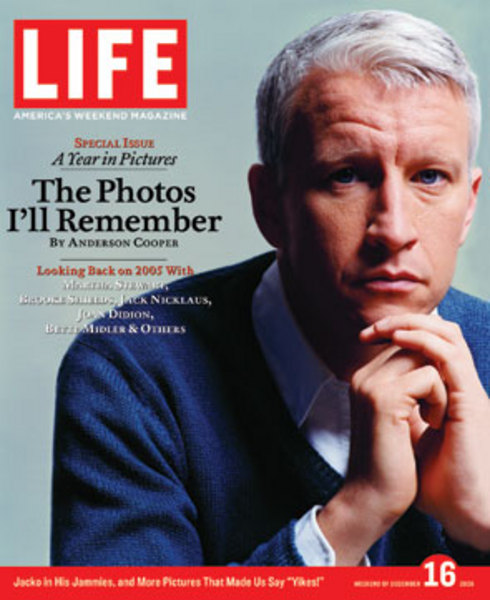 LIFE
AMERICA'S WEEKEND MAGAZINE
SPECIAL ISSUE
A Year in Pictures
The Photos
I'll Remember
BY ANDERSON COOPER
Looking Back on 2005 With
MARTHA STEWART,
BROOKE SHIELDS, JACK NICKLAUS,
JOAN DIDION,
BETTE MIDLER & OTHERS
Jacko in His Jammies, and More Pictures That Made Us Say "Yikes!"
WEEKEND OF DECEMBER 16 2005